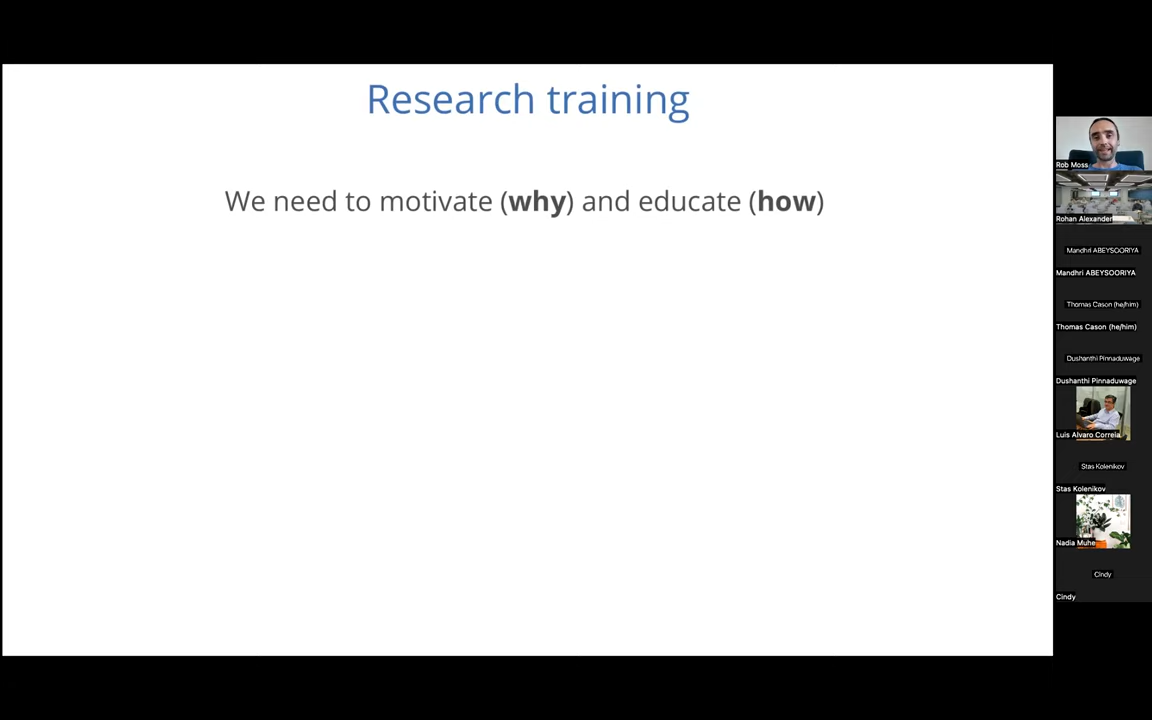 Research training
We need to motivate (why) and educate (how)
Rob Moss
Rohan Alexander
Mandhri ABEYSOORIYA
Mandhri ABEYSOORIYA
Thomas Cason (he/him)
Thomas Cason (he/him)
Dushanthi Pinnaduwage
Dushanthi Pinnaduwage
Luis Alvaro Correia
Stas Kolenikov
Stas Kolenikov
Nadia Muhe
Cindy
Cindy